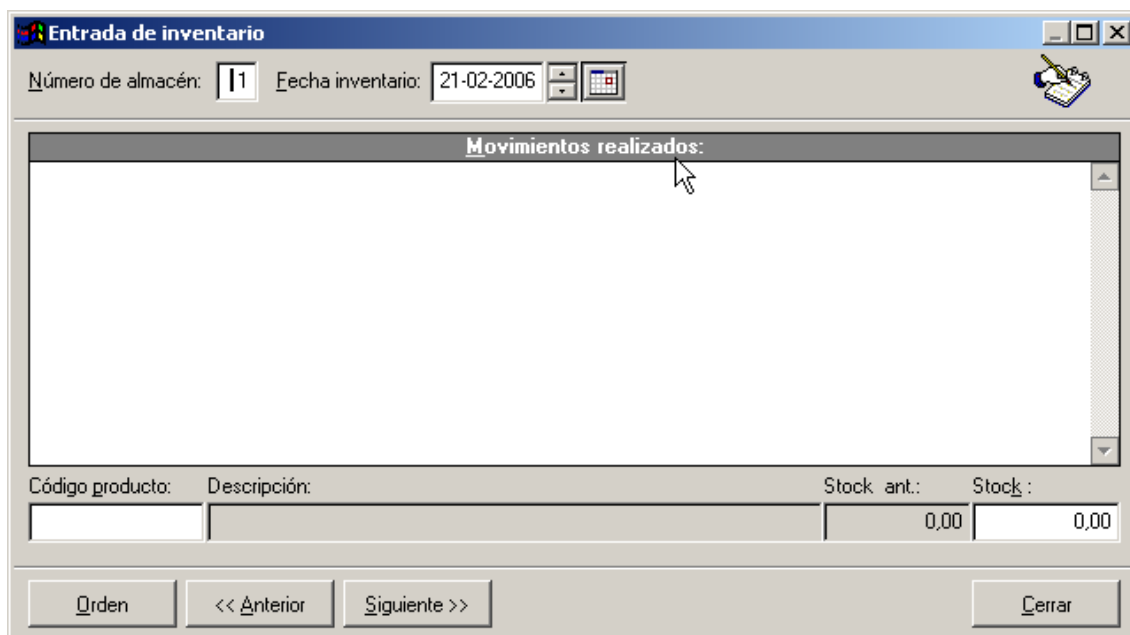 Entrada de inventario
Número de almacén: 1 Fecha inventario: 21-02-2006
Movimientos realizados:
Código producto: Descripción: Stock ant.: Stock :
0,00 0,00
Orden << Anterior Siguiente >> Cerrar